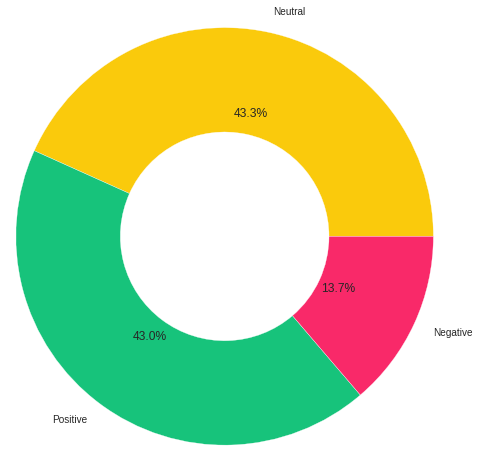 Neutral
43.3%
13.7%
Negative
43.0%
Positive